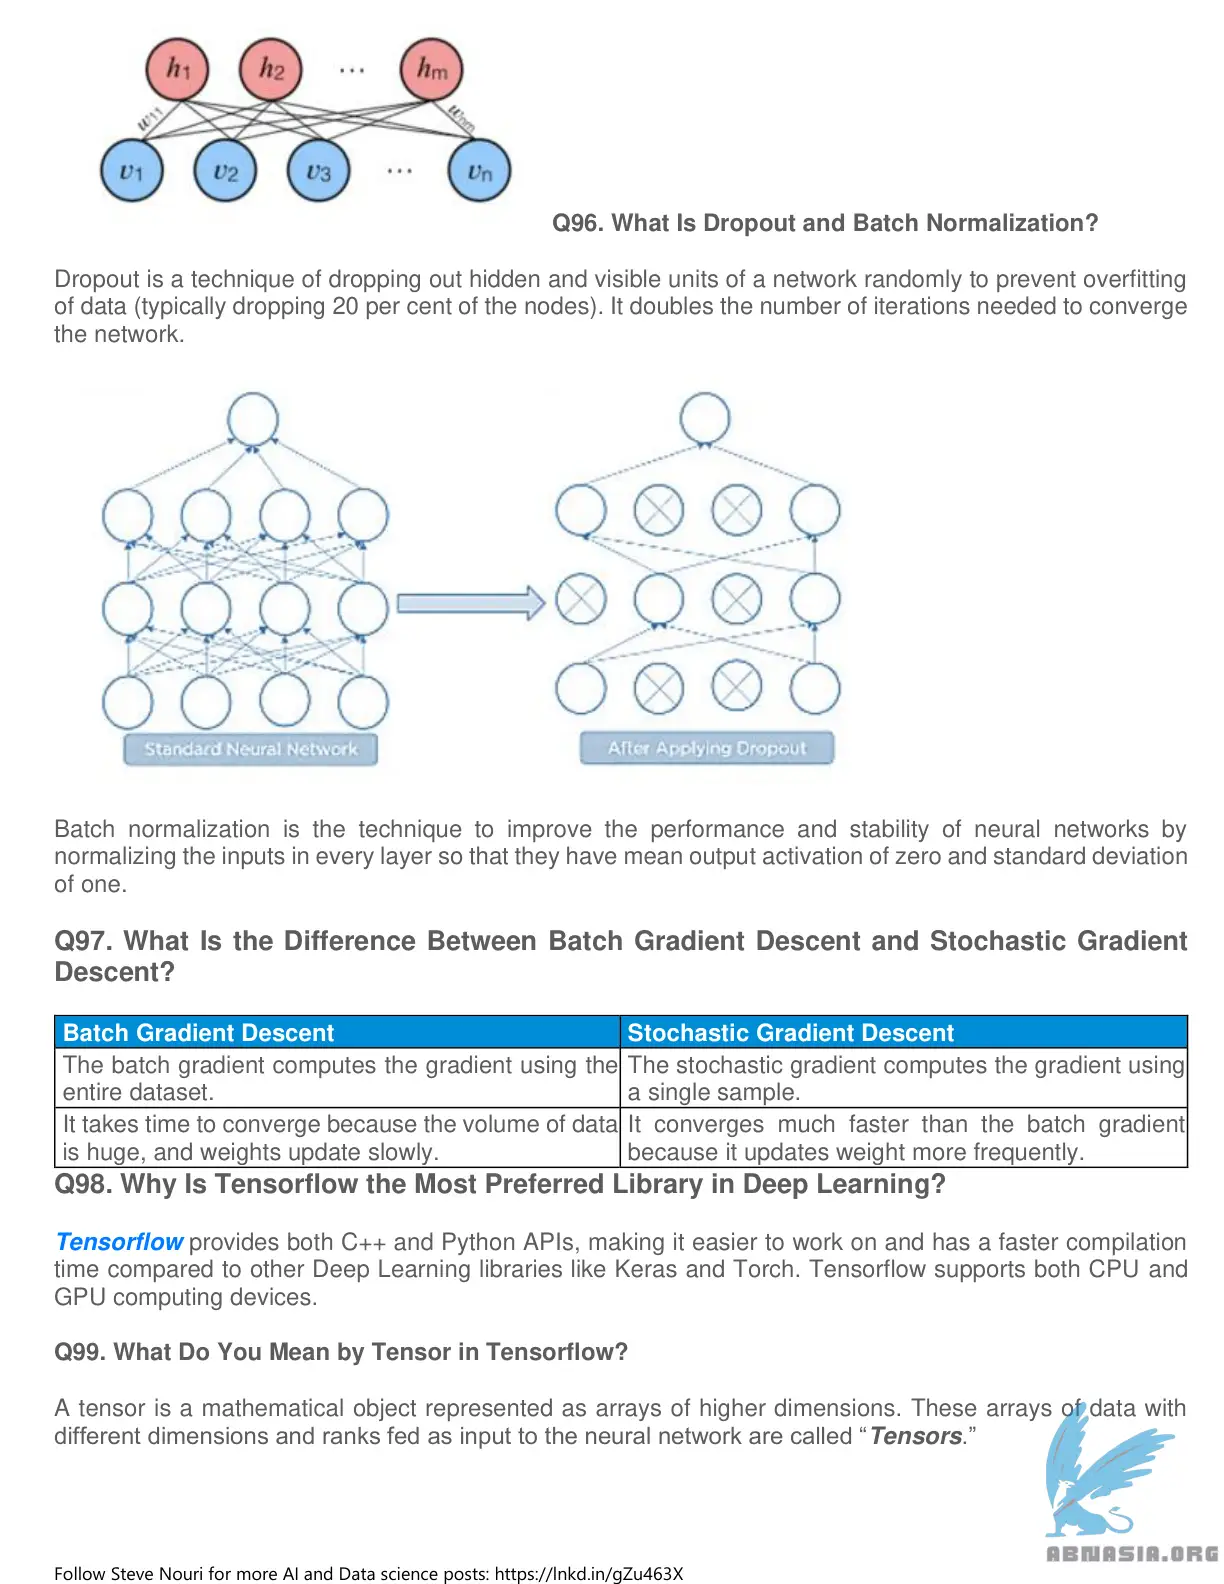 h1 h2 ... hm
w11 wnm
v1 v2 v3 ... vn
Q96. What Is Dropout and Batch Normalization?
Dropout is a technique of dropping out hidden and visible units of a network randomly to prevent overfitting
of data (typically dropping 20 per cent of the nodes). It doubles the number of iterations needed to converge
the network.
Standard Neural Network
After Applying Dropout
Batch normalization is the technique to improve the performance and stability of neural networks by
normalizing the inputs in every layer so that they have mean output activation of zero and standard deviation
of one.
Q97. What Is the Difference Between Batch Gradient Descent and Stochastic Gradient
Descent?
Batch Gradient Descent
Stochastic Gradient Descent
The batch gradient computes the gradient using the
entire dataset.
The stochastic gradient computes the gradient using
a single sample.
It takes time to converge because the volume of data
is huge, and weights update slowly.
It converges much faster than the batch gradient
because it updates weight more frequently.
Q98. Why Is Tensorflow the Most Preferred Library in Deep Learning?
Tensorflow provides both C++ and Python APIs, making it easier to work on and has a faster compilation
time compared to other Deep Learning libraries like Keras and Torch. Tensorflow supports both CPU and
GPU computing devices.
Q99. What Do You Mean by Tensor in Tensorflow?
A tensor is a mathematical object represented as arrays of higher dimensions. These arrays of data with
different dimensions and ranks fed as input to the neural network are called “Tensors.”
ABNASIA.ORG
Follow Steve Nouri for more AI and Data science posts: https://lnkd.in/gZu463X